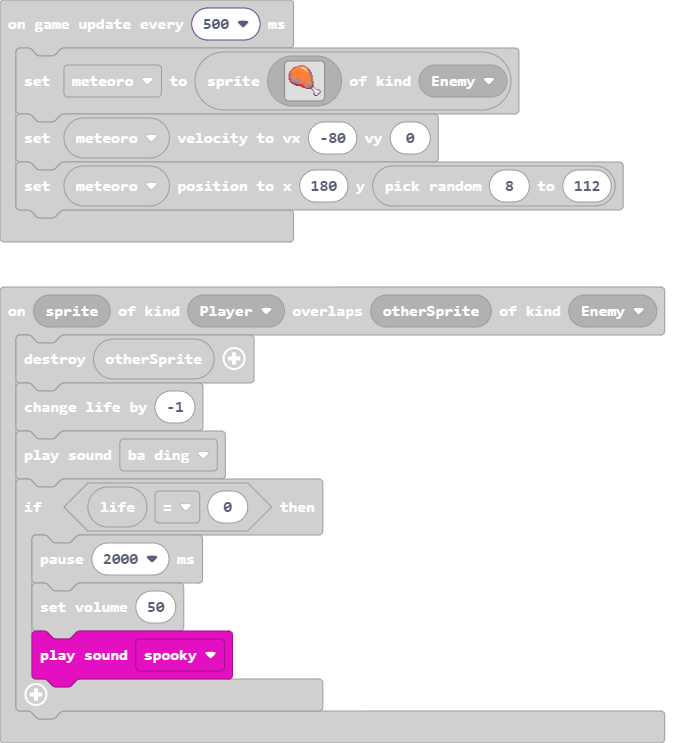 on game update every 500 ms
set meteoro to sprite of kind Enemy
set meteoro velocity to vx -80 vy 0
set meteoro position to x 180 y pick random 8 to 112
on sprite of kind Player overlaps otherSprite of kind Enemy
destroy otherSprite
change life by -1
play sound ba ding
if life = 0 then
pause 2000 ms
set volume 50
play sound spooky